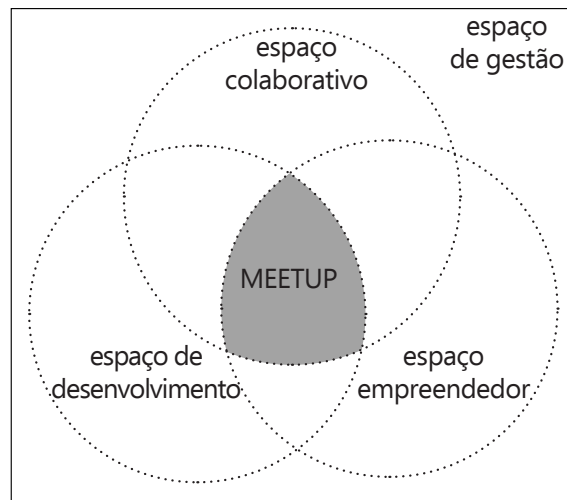 espaço
colaborativo
espaço
de gestão
MEETUP
espaço de
desenvolvimento
espaço
empreendedor